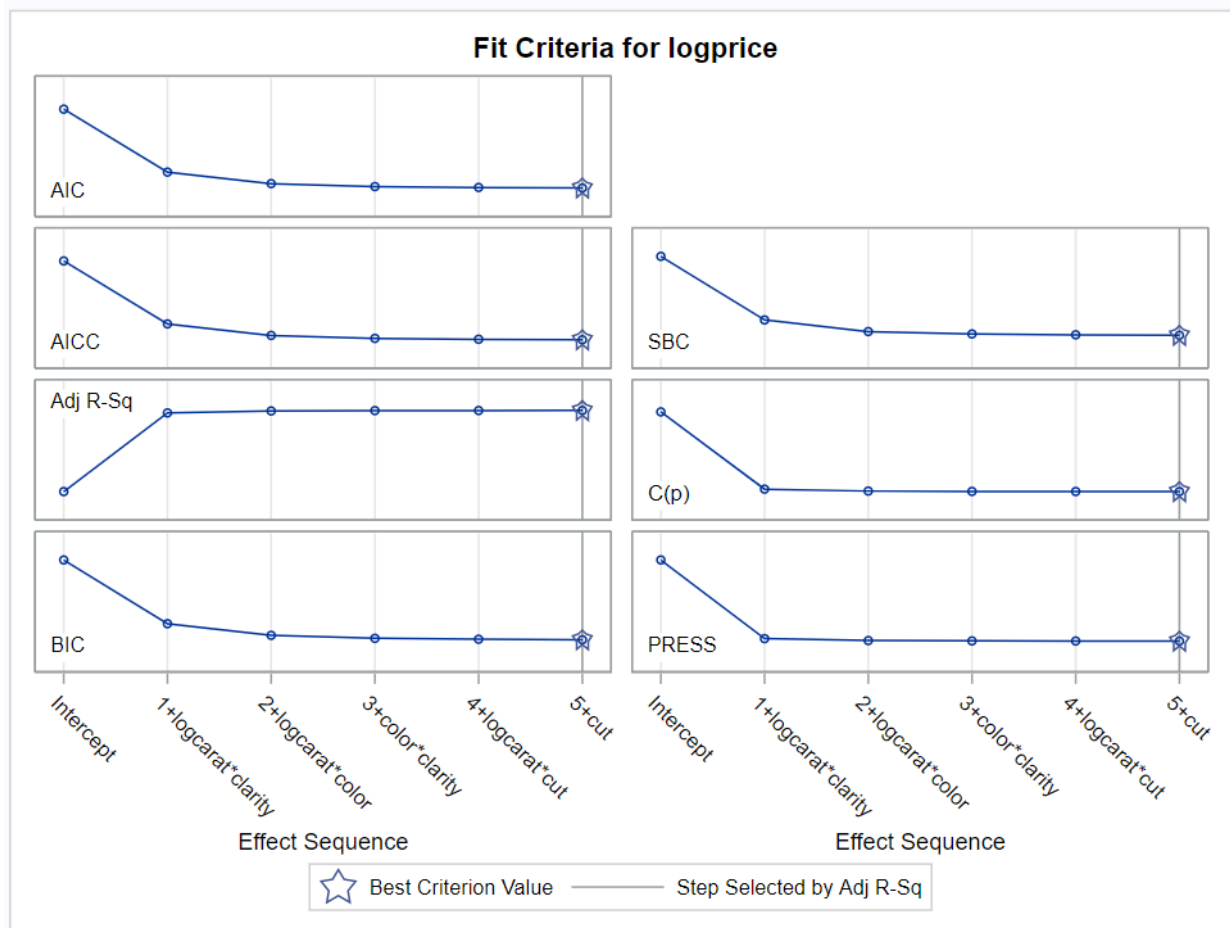 Fit Criteria for logprice
AIC
AICC
SBC
Adj R-Sq
C(p)
BIC
PRESS
Intercept
1+logcarat*clarity
2+logcarat*color
3+color*clarity
4+logcarat*cut
5+cut
Intercept
1+logcarat*clarity
2+logcarat*color
3+color*clarity
4+logcarat*cut
5+cut
Effect Sequence
Effect Sequence
Best Criterion Value
Step Selected by Adj R-Sq